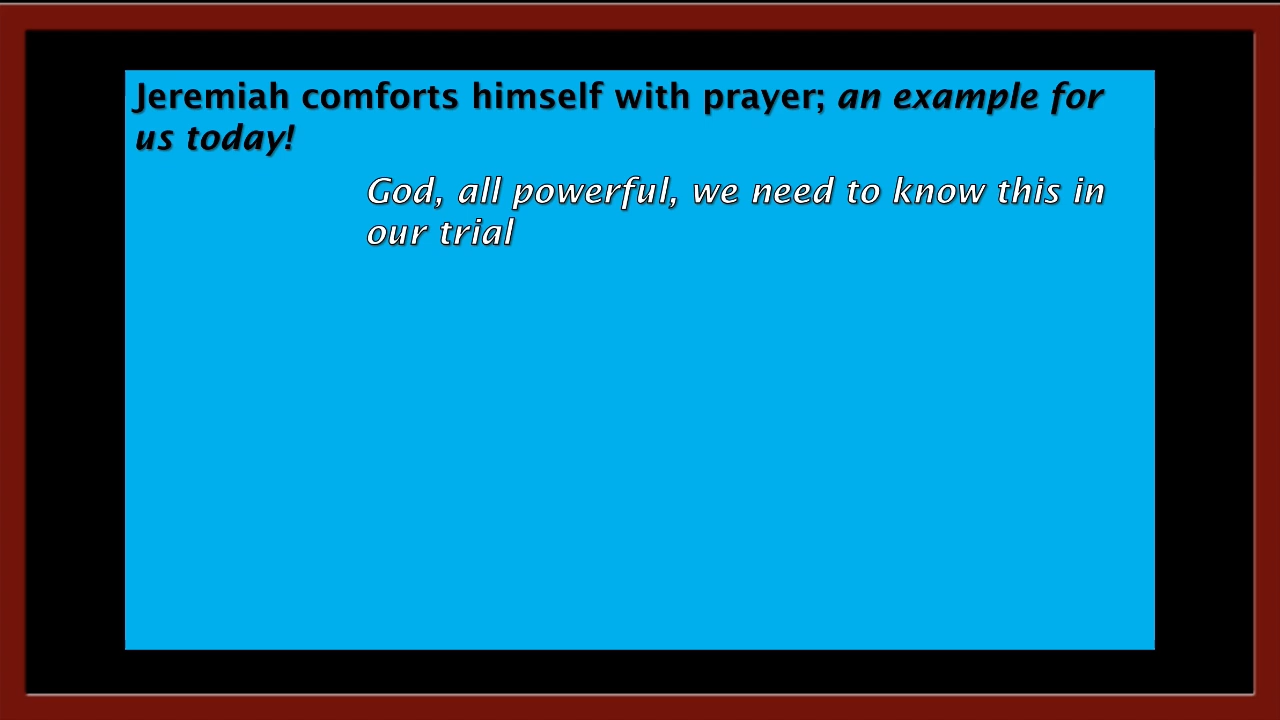 Jeremiah comforts himself with prayer; an example for
us today!
God, all powerful, we need to know this in
our trial